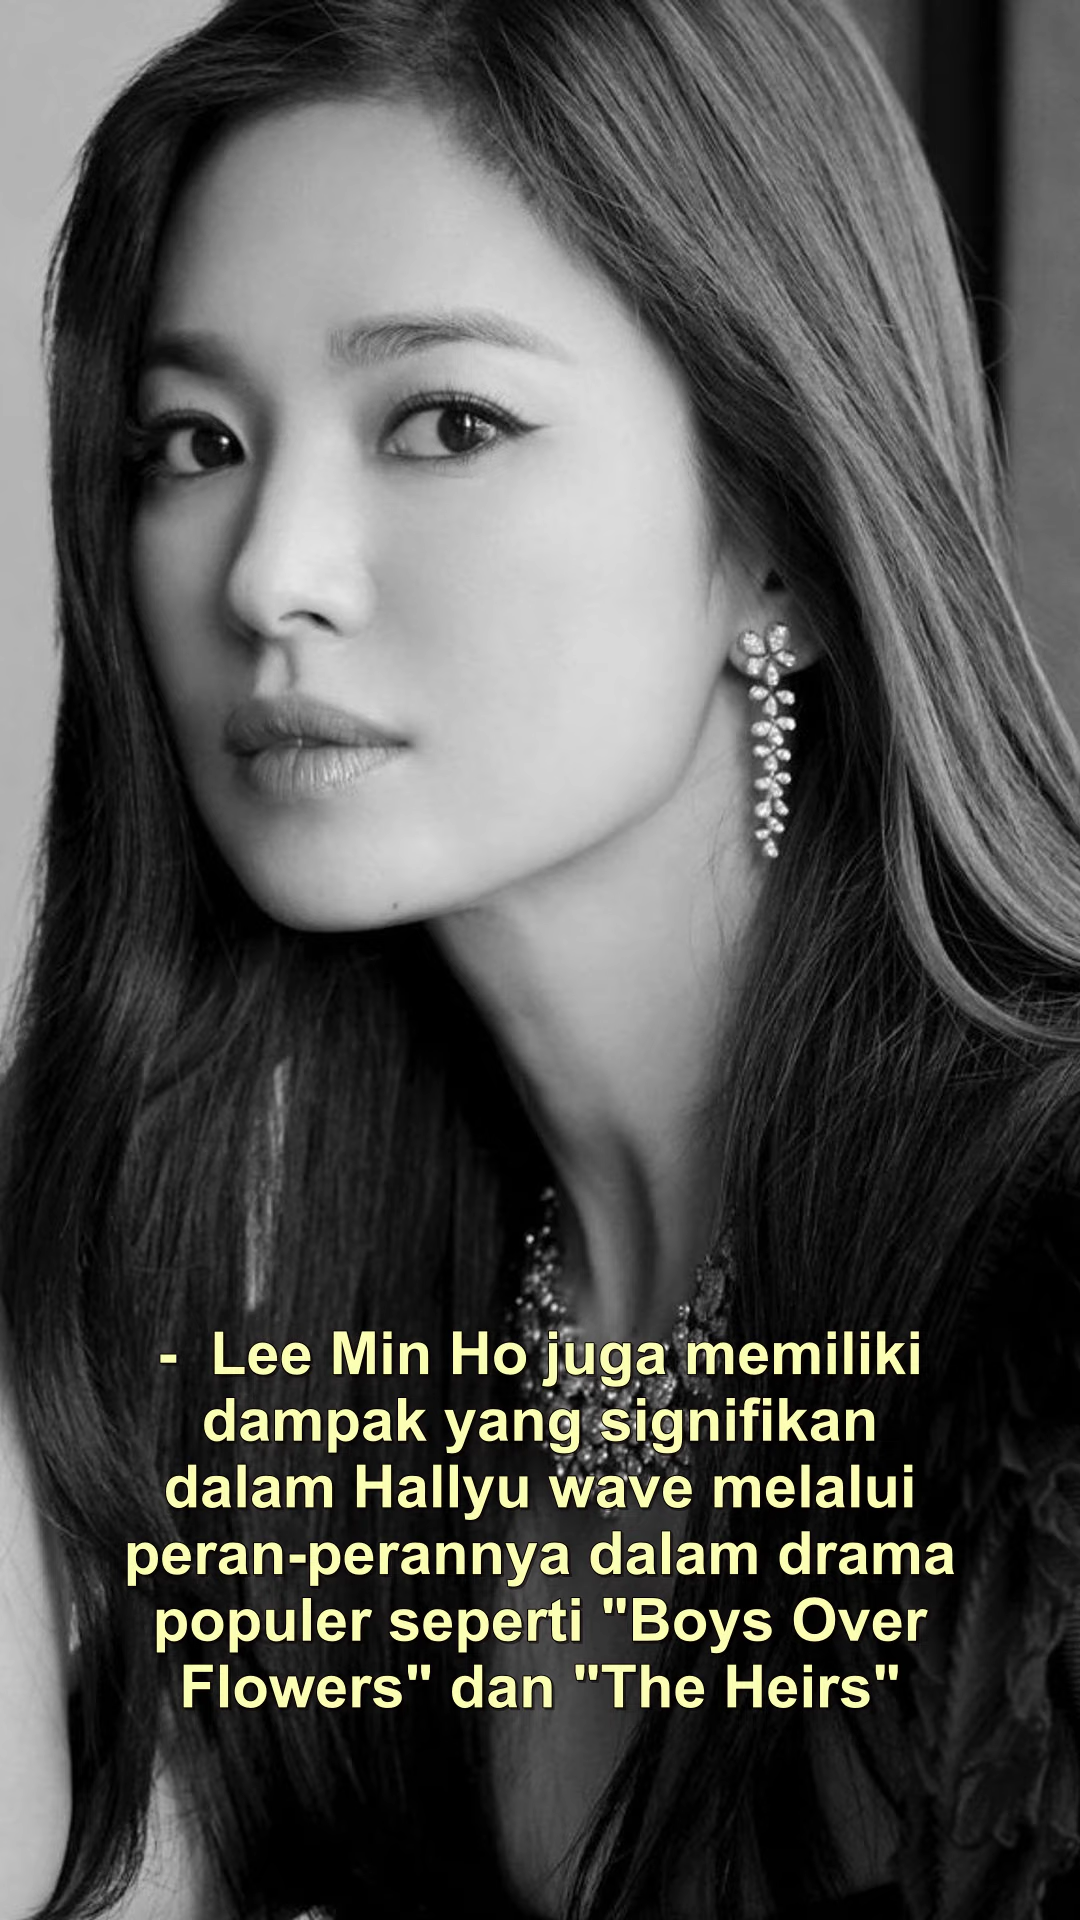 -  Lee Min Ho juga memiliki
dampak yang signifikan
dalam Hallyu wave melalui
peran-perannya dalam drama
populer seperti "Boys Over
Flowers" dan "The Heirs"